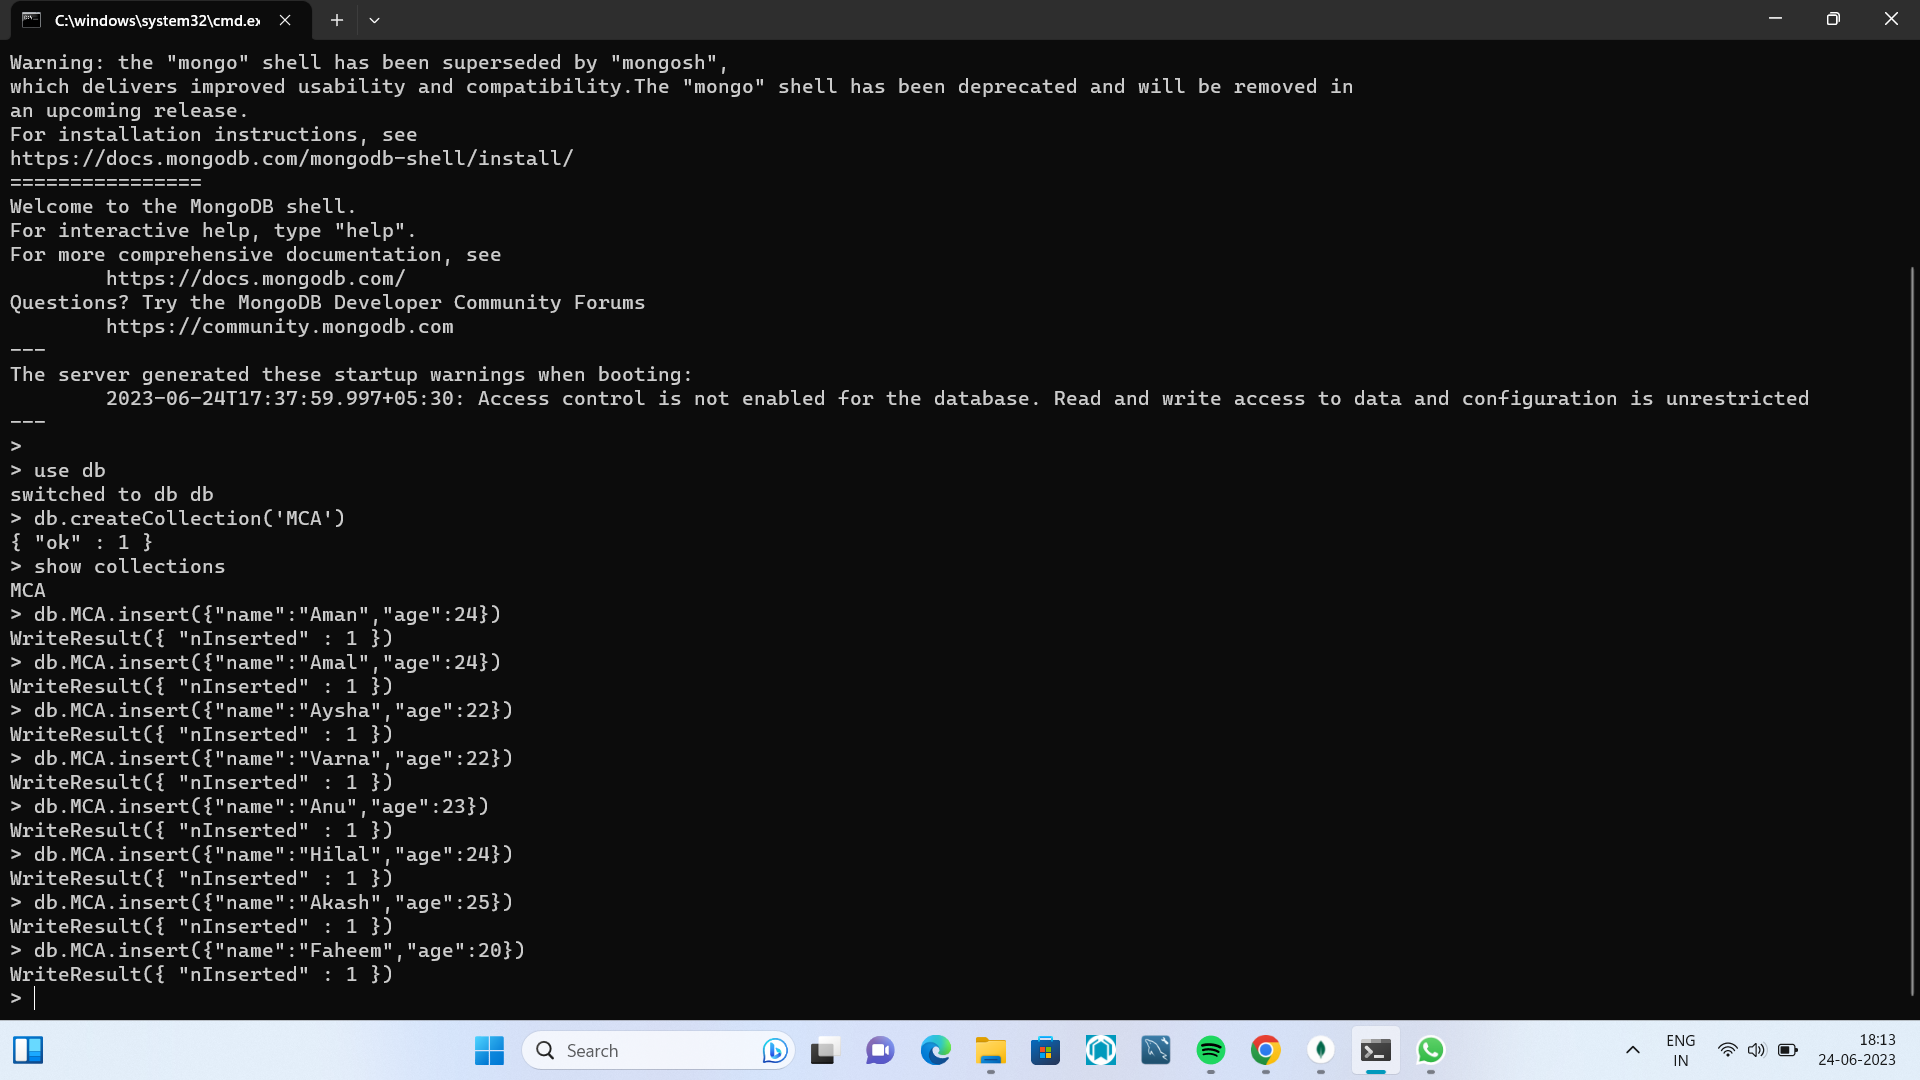 C:\windows\system32\cmd.ex
Warning: the "mongo" shell has been superseded by "mongosh",
which delivers improved usability and compatibility.The "mongo" shell has been deprecated and will be removed in
an upcoming release.
For installation instructions, see
https://docs.mongodb.com/mongodb-shell/install/
================
Welcome to the MongoDB shell.
For interactive help, type "help".
For more comprehensive documentation, see
        https://docs.mongodb.com/
Questions? Try the MongoDB Developer Community Forums
        https://community.mongodb.com
---
The server generated these startup warnings when booting:
        2023-06-24T17:37:59.997+05:30: Access control is not enabled for the database. Read and write access to data and configuration is unrestricted
---
>
> use db
switched to db db
> db.createCollection('MCA')
{ "ok" : 1 }
> show collections
MCA
> db.MCA.insert({"name":"Aman","age":24})
WriteResult({ "nInserted" : 1 })
> db.MCA.insert({"name":"Amal","age":24})
WriteResult({ "nInserted" : 1 })
> db.MCA.insert({"name":"Aysha","age":22})
WriteResult({ "nInserted" : 1 })
> db.MCA.insert({"name":"Varna","age":22})
WriteResult({ "nInserted" : 1 })
> db.MCA.insert({"name":"Anu","age":23})
WriteResult({ "nInserted" : 1 })
> db.MCA.insert({"name":"Hilal","age":24})
WriteResult({ "nInserted" : 1 })
> db.MCA.insert({"name":"Akash","age":25})
WriteResult({ "nInserted" : 1 })
> db.MCA.insert({"name":"Faheem","age":20})
WriteResult({ "nInserted" : 1 })
>
Search
ENG
IN
18:13
24-06-2023